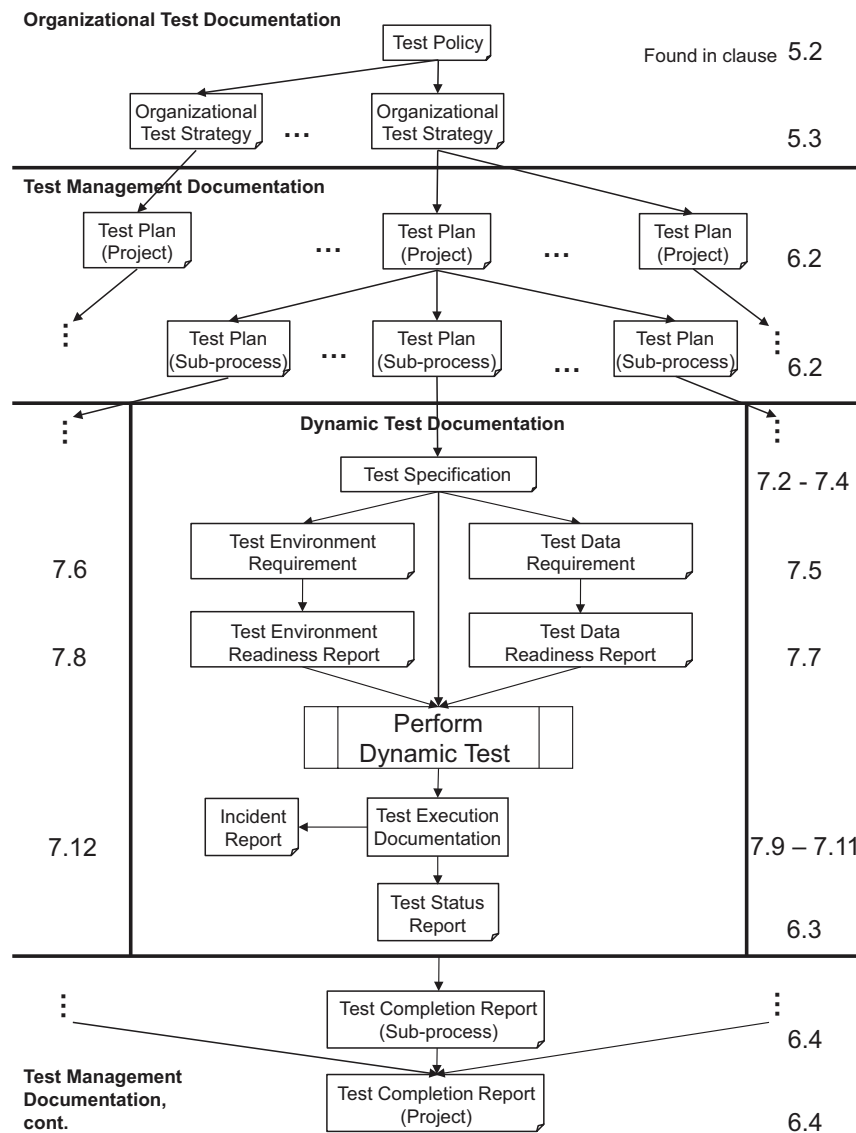 Organizational Test Documentation
Test Policy
Found in clause 5.2
Organizational
Test Strategy
...
Organizational
Test Strategy
5.3
Test Management Documentation
Test Plan
(Project)
...
Test Plan
(Project)
...
Test Plan
(Project)
6.2
...
Test Plan
(Sub-process)
...
Test Plan
(Sub-process)
...
Test Plan
(Sub-process)
...
6.2
...
Dynamic Test Documentation
...
Test Specification
7.2 - 7.4
7.6
Test Environment
Requirement
Test Data
Requirement
7.5
7.8
Test Environment
Readiness Report
Test Data
Readiness Report
7.7
Perform
Dynamic Test
7.12
Incident
Report
Test Execution
Documentation
7.9 – 7.11
Test Status
Report
6.3
...
Test Completion Report
(Sub-process)
...
6.4
Test Management
Documentation,
cont.
Test Completion Report
(Project)
6.4